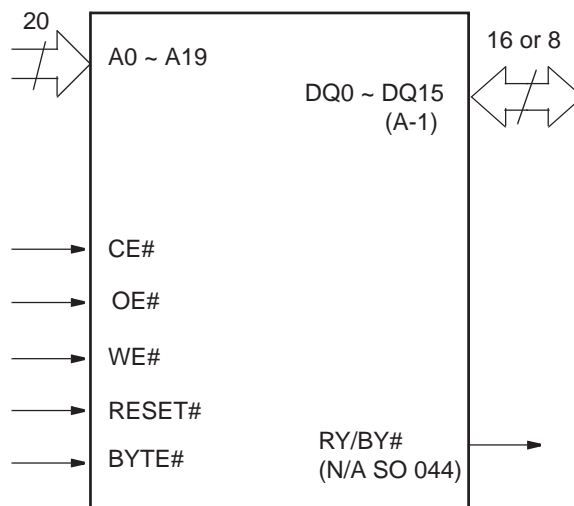 20
A0 ~ A19
16 or 8
DQ0 ~ DQ15
(A-1)
CE#
OE#
WE#
RESET#
BYTE#
RY/BY#
(N/A SO 044)